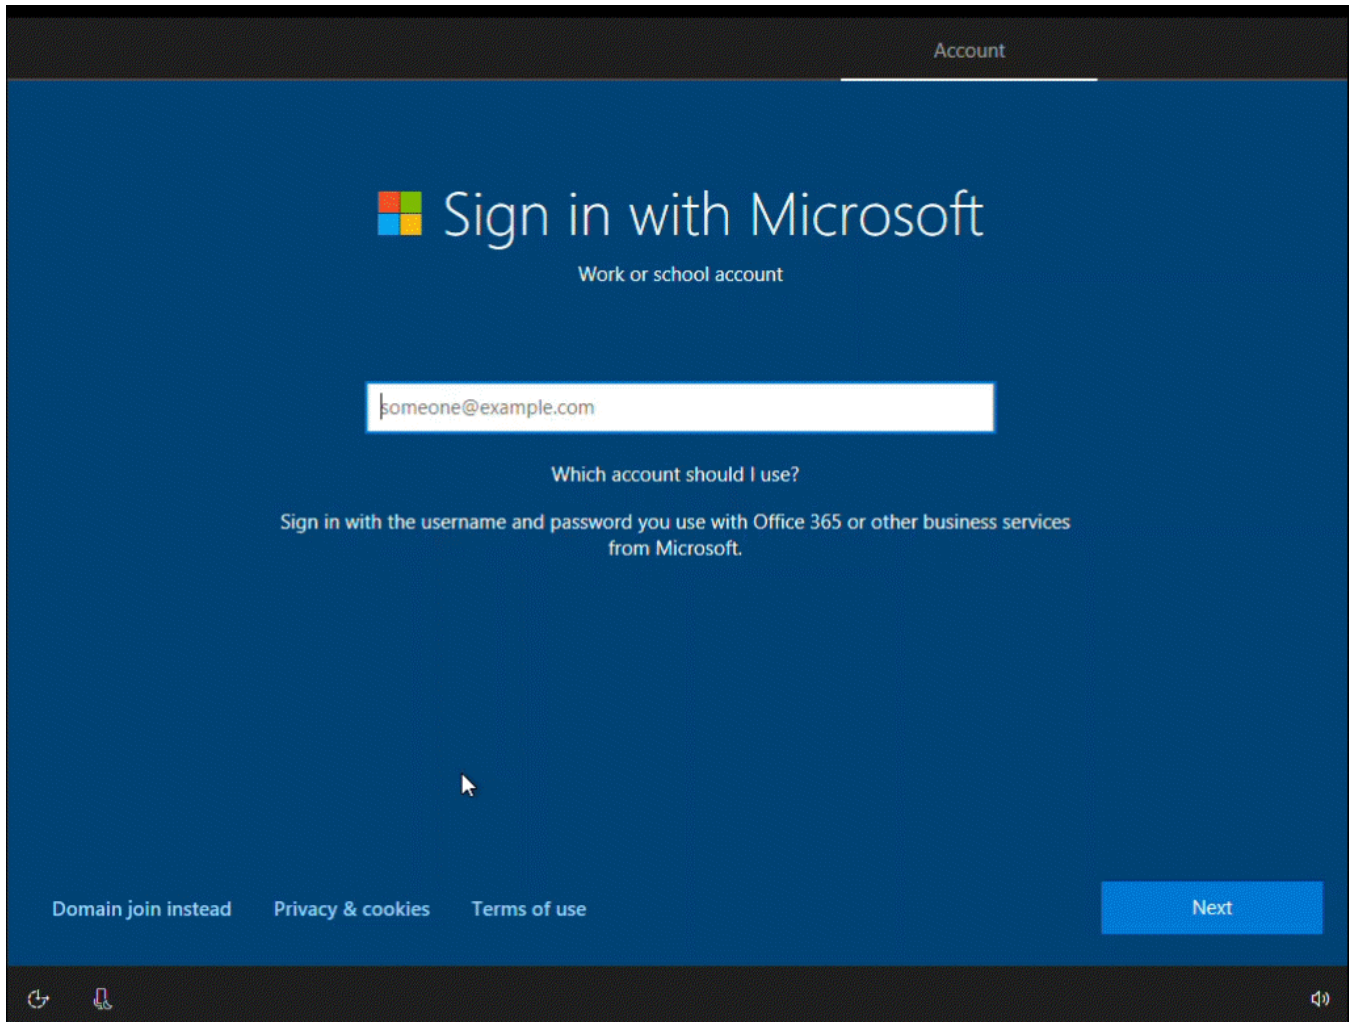 Account
Sign in with Microsoft
Work or school account
someone@example.com
Which account should I use?
Sign in with the username and password you use with Office 365 or other business services
from Microsoft.
Domain join instead Privacy & cookies Terms of use Next